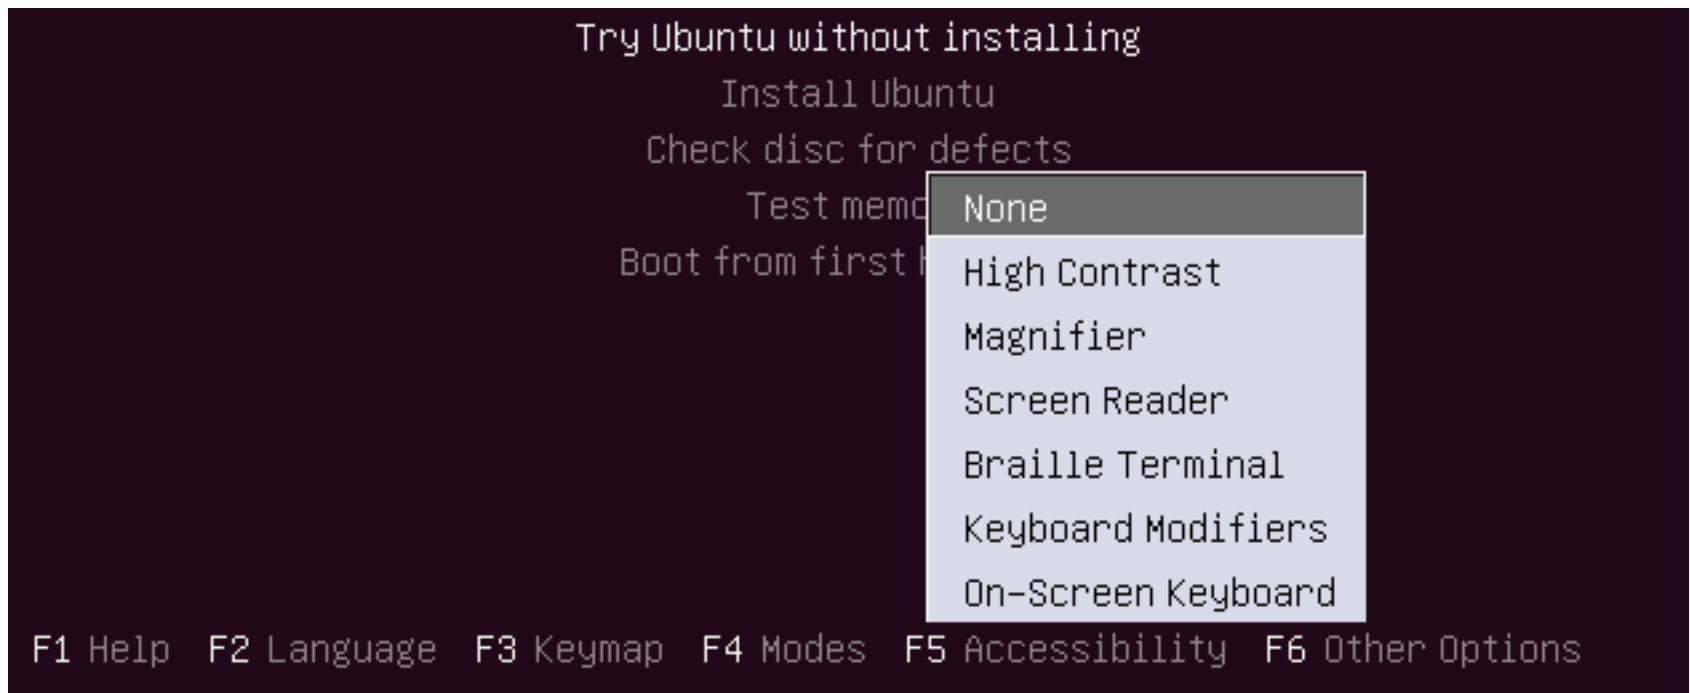 Try Ubuntu without installing
Install Ubuntu
Check disc for defects
Test
Boot from first
None
High Contrast
Magnifier
Screen Reader
Braille Terminal
Keyboard Modifiers
On-Screen Keyboard
F1 Help F2 Language F3 Keymap F4 Modes F5 Accessibility F6 Other Options